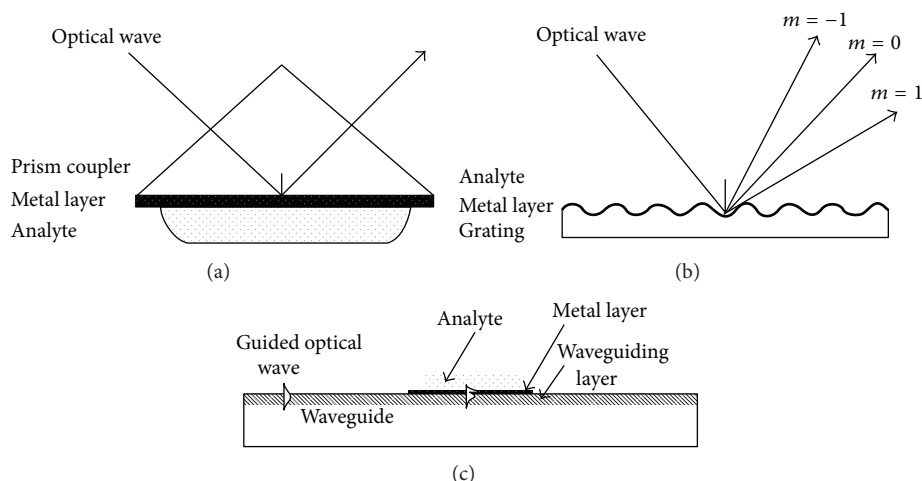 Optical wave
Prism coupler
Metal layer
Analyte
(a)
Optical wave
m = −1
m = 0
m = 1
Analyte
Metal layer
Grating
(b)
Analyte
Metal layer
Guided optical
wave
Waveguiding
layer
Waveguide
(c)